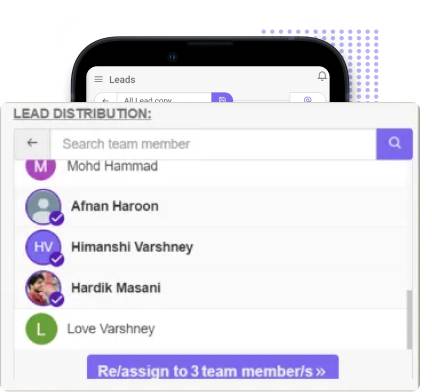 Leads
All Lead copy
LEAD DISTRIBUTION:
Search team member
M Mohd Hammad
Afnan Haroon
HV Himanshi Varshney
Hardik Masani
L Love Varshney
Re/assign to 3 team member/s »